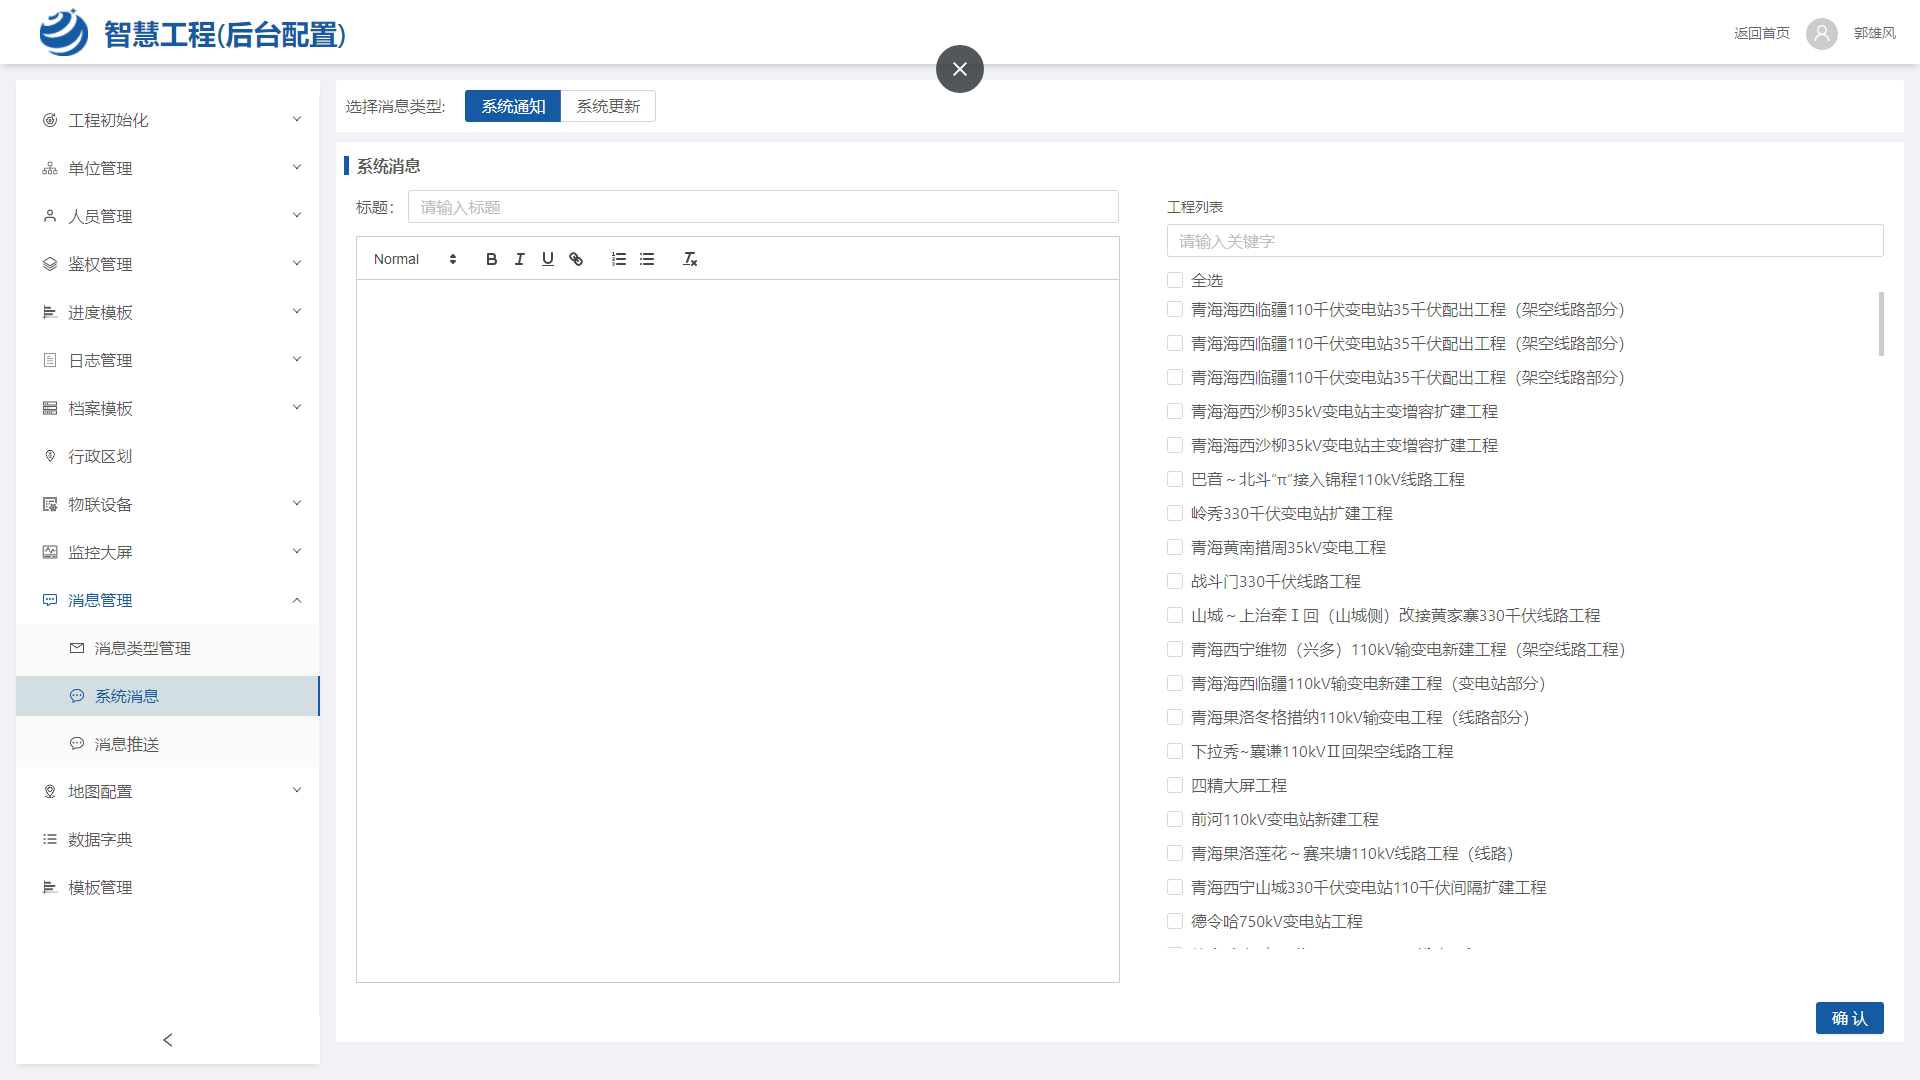 智慧工程(后台配置)
返回首页
郭雄风
工程初始化
单位管理
人员管理
鉴权管理
进度模板
日志管理
档案模板
行政区划
物联设备
监控大屏
消息管理
消息类型管理
系统消息
消息推送
地图配置
数据字典
模板管理
选择消息类型:
系统通知
系统更新
系统消息
标题：
请输入标题
Normal
工程列表
请输入关键字
全选
青海海西临疆110千伏变电站35千伏配出工程（架空线路部分）
青海海西临疆110千伏变电站35千伏配出工程（架空线路部分）
青海海西临疆110千伏变电站35千伏配出工程（架空线路部分）
青海海西沙柳35kV变电站主变增容扩建工程
青海海西沙柳35kV变电站主变增容扩建工程
巴音～北斗“π”接入锦程110kV线路工程
岭秀330千伏变电站扩建工程
青海黄南措周35kV变电工程
战斗门330千伏线路工程
山城～上治牵Ⅰ回（山城侧）改接黄家寨330千伏线路工程
青海西宁维物（兴多）110kV输变电新建工程（架空线路工程）
青海海西临疆110kV输变电新建工程（变电站部分）
青海果洛冬格措纳110kV输变电工程（线路部分）
下拉秀~囊谦110kVⅡ回架空线路工程
四精大屏工程
前河110kV变电站新建工程
青海果洛莲花～赛来塘110kV线路工程（线路）
青海西宁山城330千伏变电站110千伏间隔扩建工程
德令哈750kV变电站工程
确 认